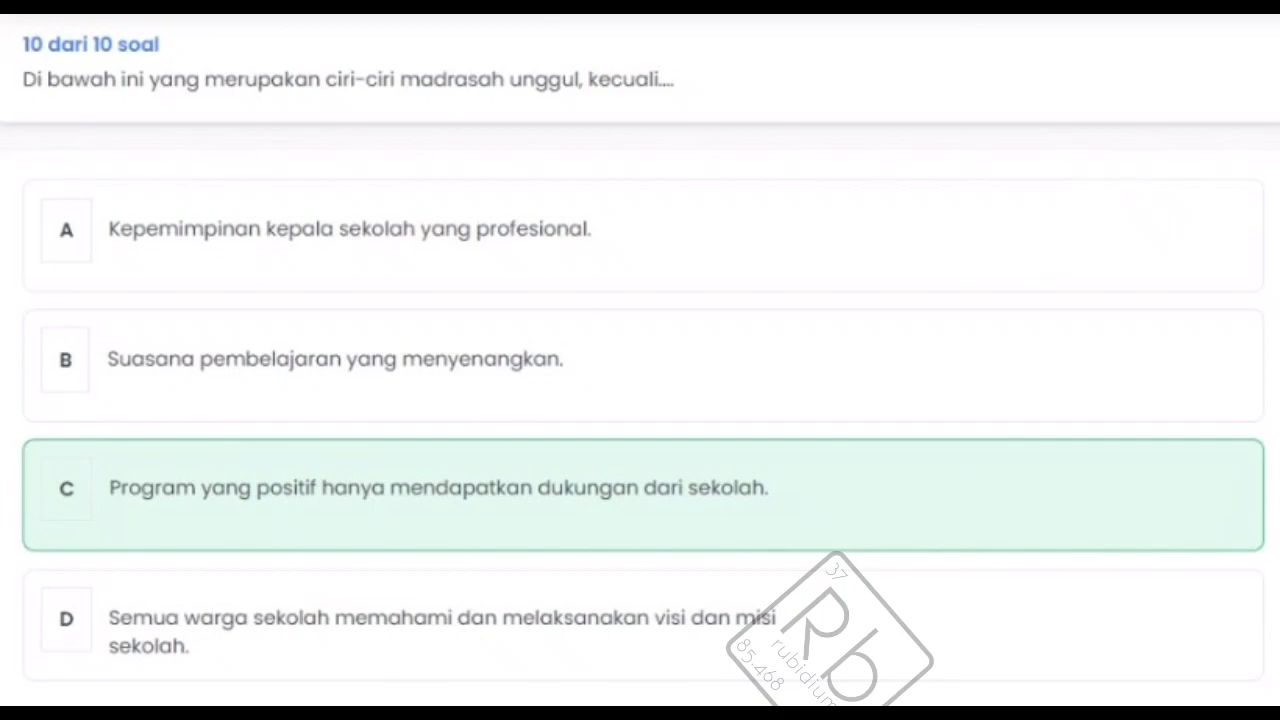 10 dari 10 soal
Di bawah ini yang merupakan ciri-ciri madrasah unggul, kecuali....
A
Kepemimpinan kepala sekolah yang profesional.
B
Suasana pembelajaran yang menyenangkan.
C
Program yang positif hanya mendapatkan dukungan dari sekolah.
D
Semua warga sekolah memahami dan melaksanakan visi dan misi
sekolah.
37
Rb
rubidium
85.468